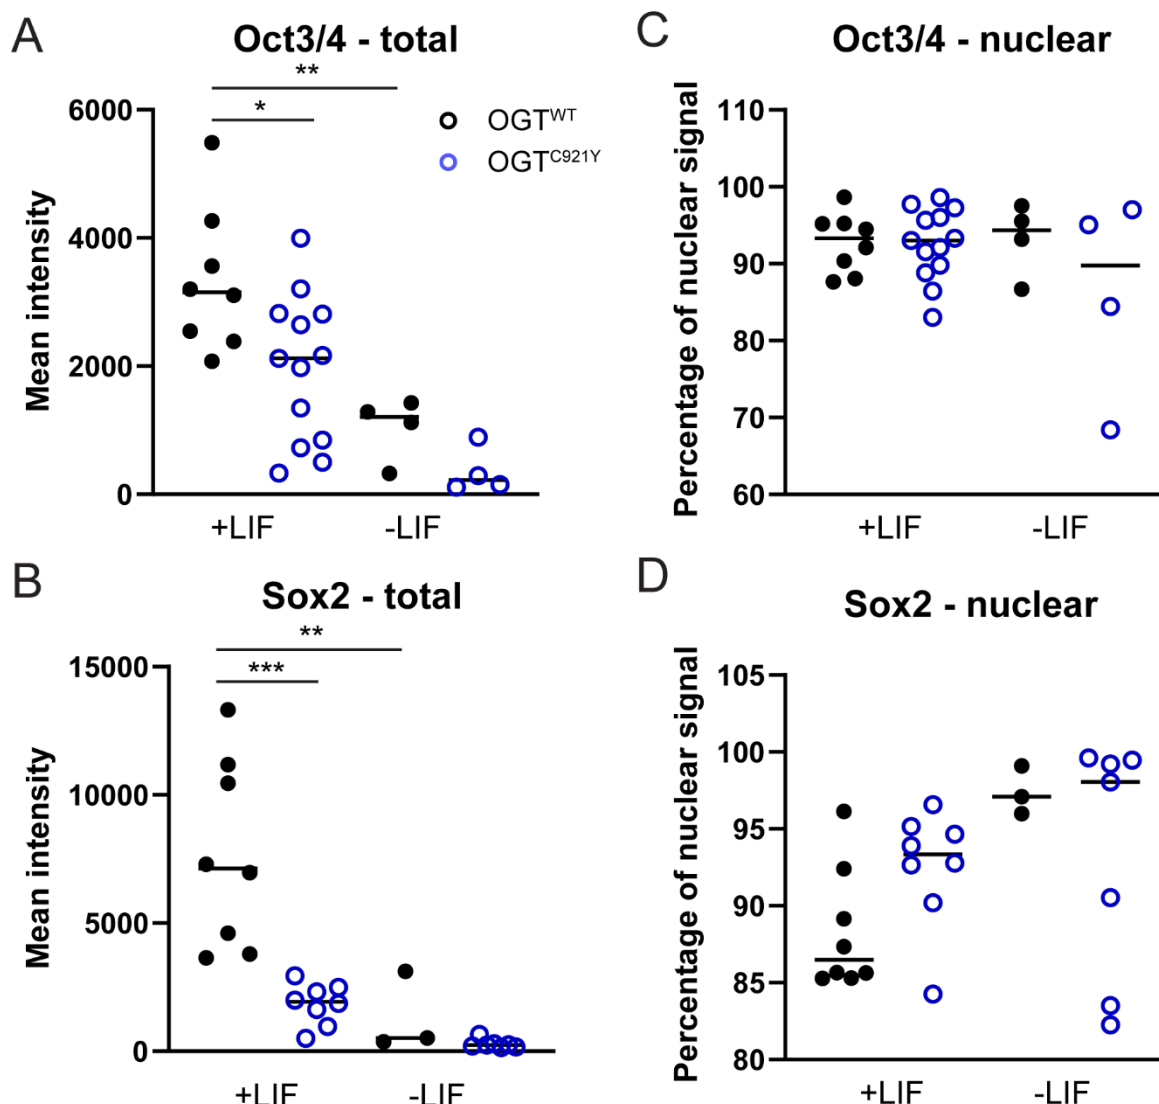 A
Oct3/4 - total
**
*
OGT^WT
OGT^C921Y
Mean intensity
6000
4000
2000
0
+LIF
-LIF
B
Sox2 - total
**
***
Mean intensity
15000
10000
5000
0
+LIF
-LIF
C
Oct3/4 - nuclear
Percentage of nuclear signal
110
100
90
80
70
60
+LIF
-LIF
D
Sox2 - nuclear
Percentage of nuclear signal
105
100
95
90
85
80
+LIF
-LIF